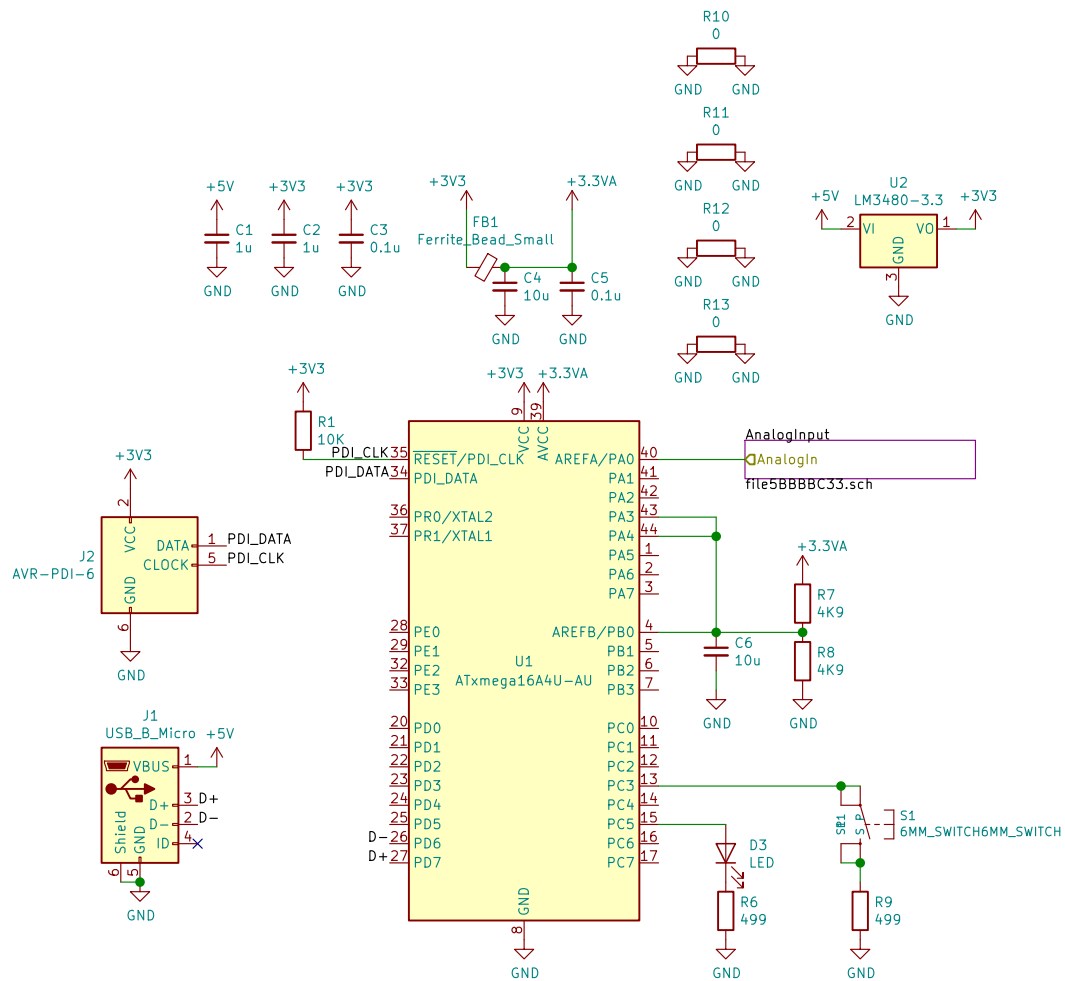 R10
0
GND
GND
R11
0
GND
GND
R12
0
GND
GND
R13
0
GND
GND
+5V
C1
1u
GND
+3V3
C2
1u
GND
+3V3
C3
0.1u
GND
+3V3
FB1
Ferrite_Bead_Small
+3.3VA
C4
10u
GND
C5
0.1u
GND
U2
LM3480-3.3
+5V
2
VI
VO
1
+3V3
GND
3
GND
+3V3
R1
10K
+3V3
+3.3VA
9
39
VCC
AVCC
PDI_CLK
35
RESET/PDI_CLK
PDI_DATA
34
PDI_DATA
36
PR0/XTAL2
37
PR1/XTAL1
28
PE0
29
PE1
32
PE2
33
PE3
20
PD0
21
PD1
22
PD2
23
PD3
24
PD4
25
PD5
D-
26
PD6
D+
27
PD7
U1
ATxmega16A4U-AU
AREFA/PA0
40
PA1
41
PA2
42
PA3
43
PA4
44
PA5
1
PA6
2
PA7
3
AREFB/PB0
4
PB1
5
PB2
6
PB3
7
PC0
10
PC1
11
PC2
12
PC3
13
PC4
14
PC5
15
PC6
16
PC7
17
GND
8
GND
AnalogInput
AnalogIn
file5BBBBC33.sch
+3.3VA
R7
4K9
R8
4K9
GND
C6
10u
GND
+3V3
2
VCC
J2
AVR-PDI-6
DATA
1
PDI_DATA
CLOCK
5
PDI_CLK
GND
6
GND
J1
USB_B_Micro
+5V
VBUS
1
D+
3
D+
D-
2
D-
ID
4
Shield
GND
6
5
GND
D3
LED
R6
499
GND
S
P
S1
6MM_SWITCH6MM_SWITCH
R9
499
GND